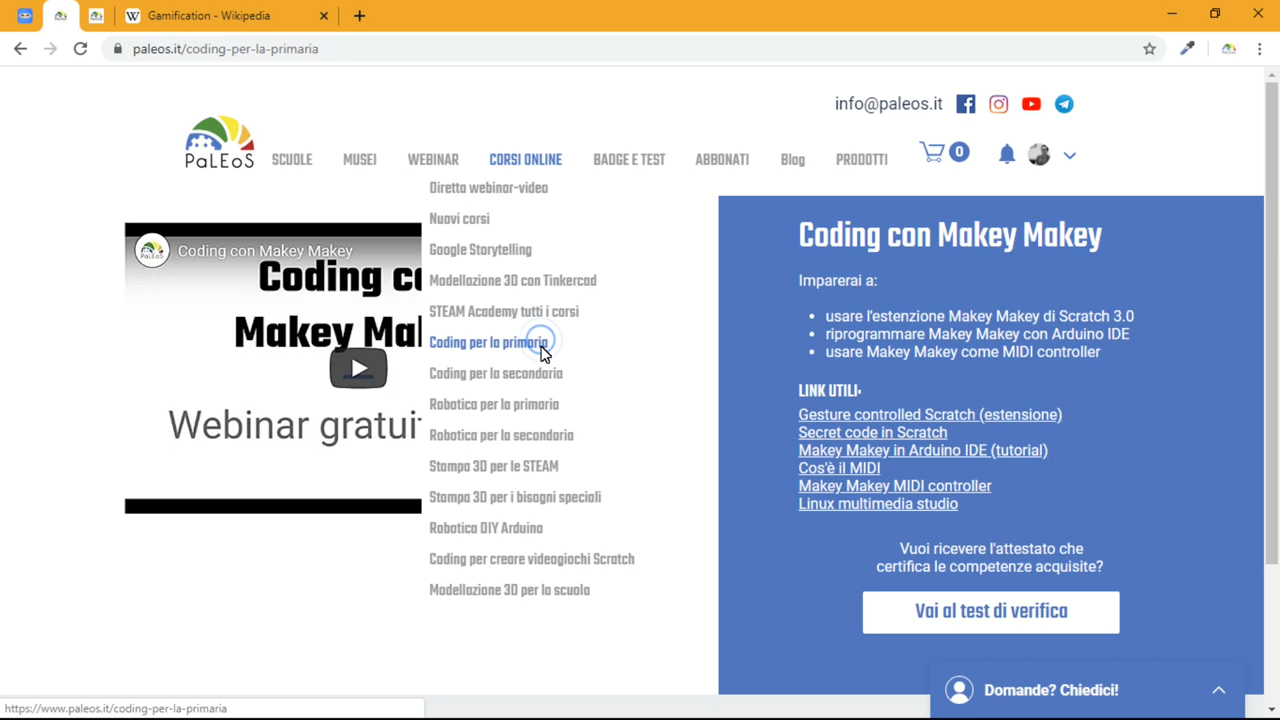 Gamification - Wikipedia
paleos.it/coding-per-la-primaria
info@paleos.it
PaLEoS
SCUOLE
MUSEI
WEBINAR
CORSI ONLINE
BADGE E TEST
ABBONATI
Blog
PRODOTTI
0
Diretta webinar-video
Nuovi corsi
Google Storytelling
Modellazione 3D con Tinkercad
STEAM Academy tutti i corsi
Coding per la primaria
Coding per la secondaria
Robotica per la primaria
Robotica per la secondaria
Stampa 3D per le STEAM
Stampa 3D per i bisogni speciali
Robotica DIY Arduino
Coding per creare videogiochi Scratch
Modellazione 3D per la scuola
PaLEoS
Coding con Makey Makey
Coding co
Makey Mal
Webinar gratui
Coding con Makey Makey
Imparerai a:
• usare l'estenzione Makey Makey di Scratch 3.0
• riprogrammare Makey Makey con Arduino IDE
• usare Makey Makey come MIDI controller
LINK UTILI:
Gesture controlled Scratch (estensione)
Secret code in Scratch
Makey Makey in Arduino IDE (tutorial)
Cos'è il MIDI
Makey Makey MIDI controller
Linux multimedia studio
Vuoi ricevere l'attestato che
certifica le competenze acquisite?
Vai al test di verifica
Domande? Chiedici!
https://www.paleos.it/coding-per-la-primaria